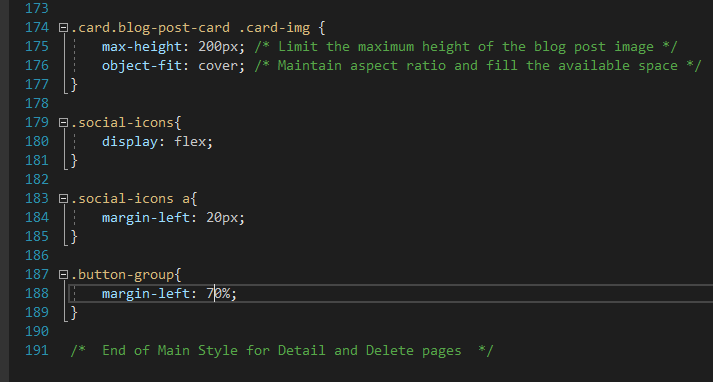 173
174 .card.blog-post-card .card-img {
175 max-height: 200px; /* Limit the maximum height of the blog post image */
176 object-fit: cover; /* Maintain aspect ratio and fill the available space */
177 }
178
179 .social-icons{
180 display: flex;
181 }
182
183 .social-icons a{
184 margin-left: 20px;
185 }
186
187 .button-group{
188 margin-left: 70%;
189 }
190
191 /*  End of Main Style for Detail and Delete pages  */